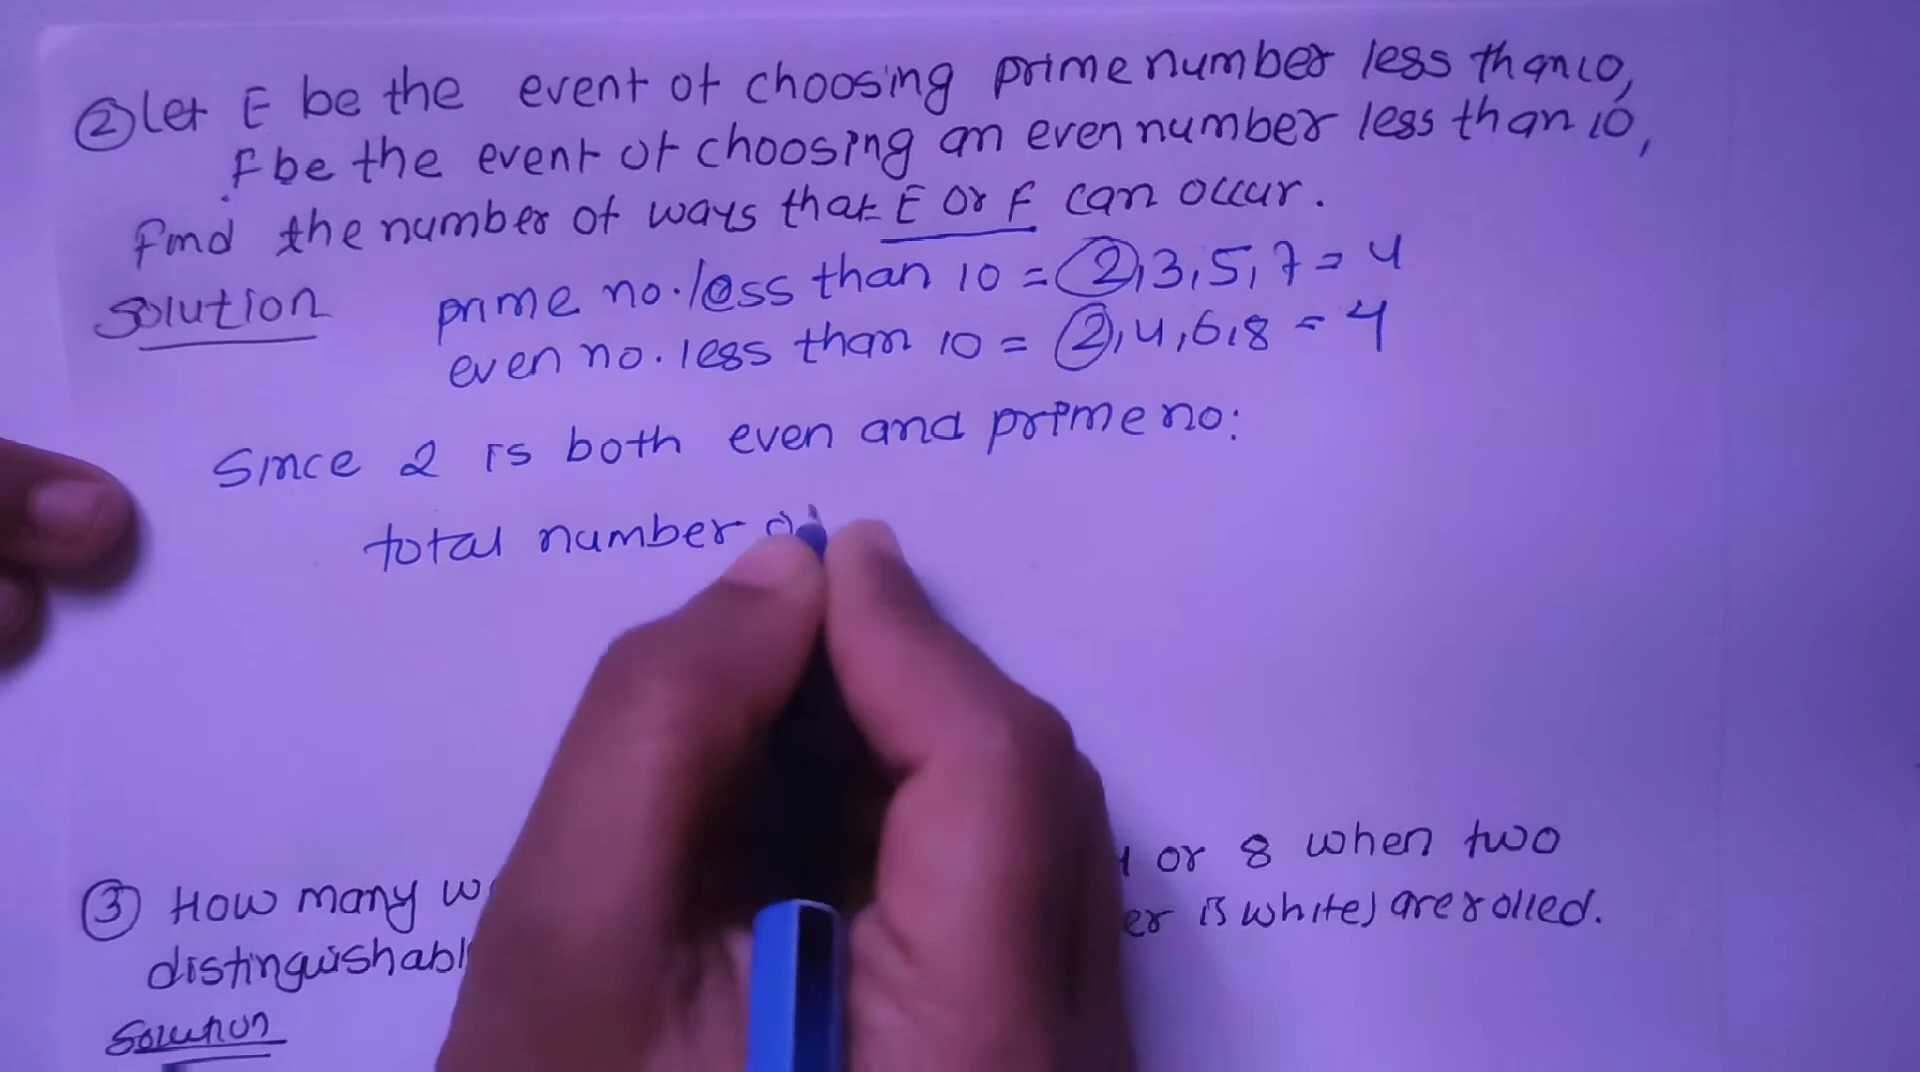 ② Let E be the event of choosing prime number less than 10,
F be the event of choosing an even number less than 10,
find the number of ways that E or F can occur.
Solution prime no. less than 10 = 2,3,5,7 = 4
even no. less than 10 = 2,4,6,8 = 4
Since 2 is both even and prime no:
total number
③ How many or 8 when two
is white) are rolled.
Solution